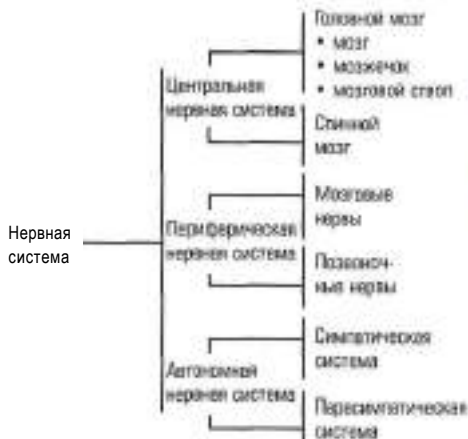 Нервная
система
Центральная
нервная система
Головной мозг
• мозг
• мозжечок
• мозговой ствол
Спинной
мозг
Периферическая
нервная система
Мозговые
нервы
Позвоноч-
ные нервы
Автономная
нервная система
Симпатическая
система
Парасимпатическая
система